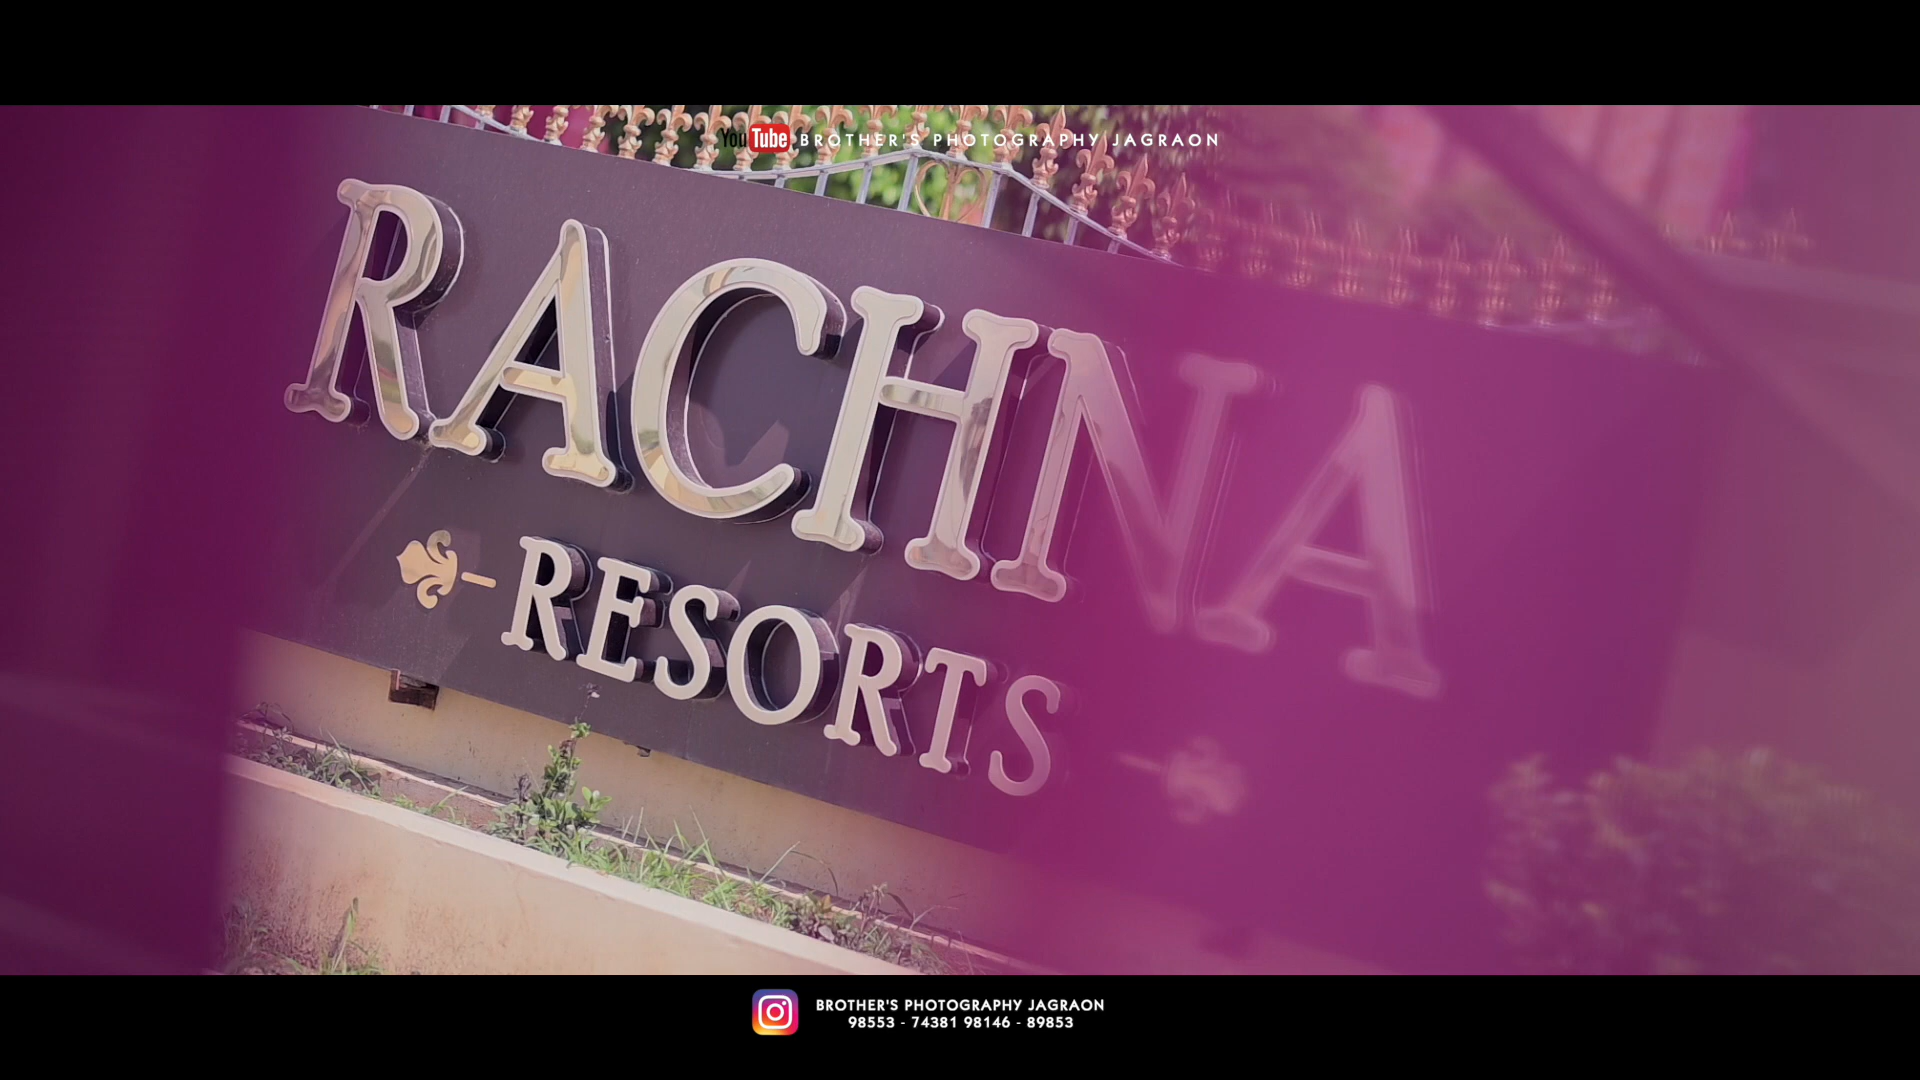 YouTube BROTHER'S PHOTOGRAPHY JAGRAON
RACHNA
RESORTS
BROTHER'S PHOTOGRAPHY JAGRAON
98553 - 74381 98146 - 89853